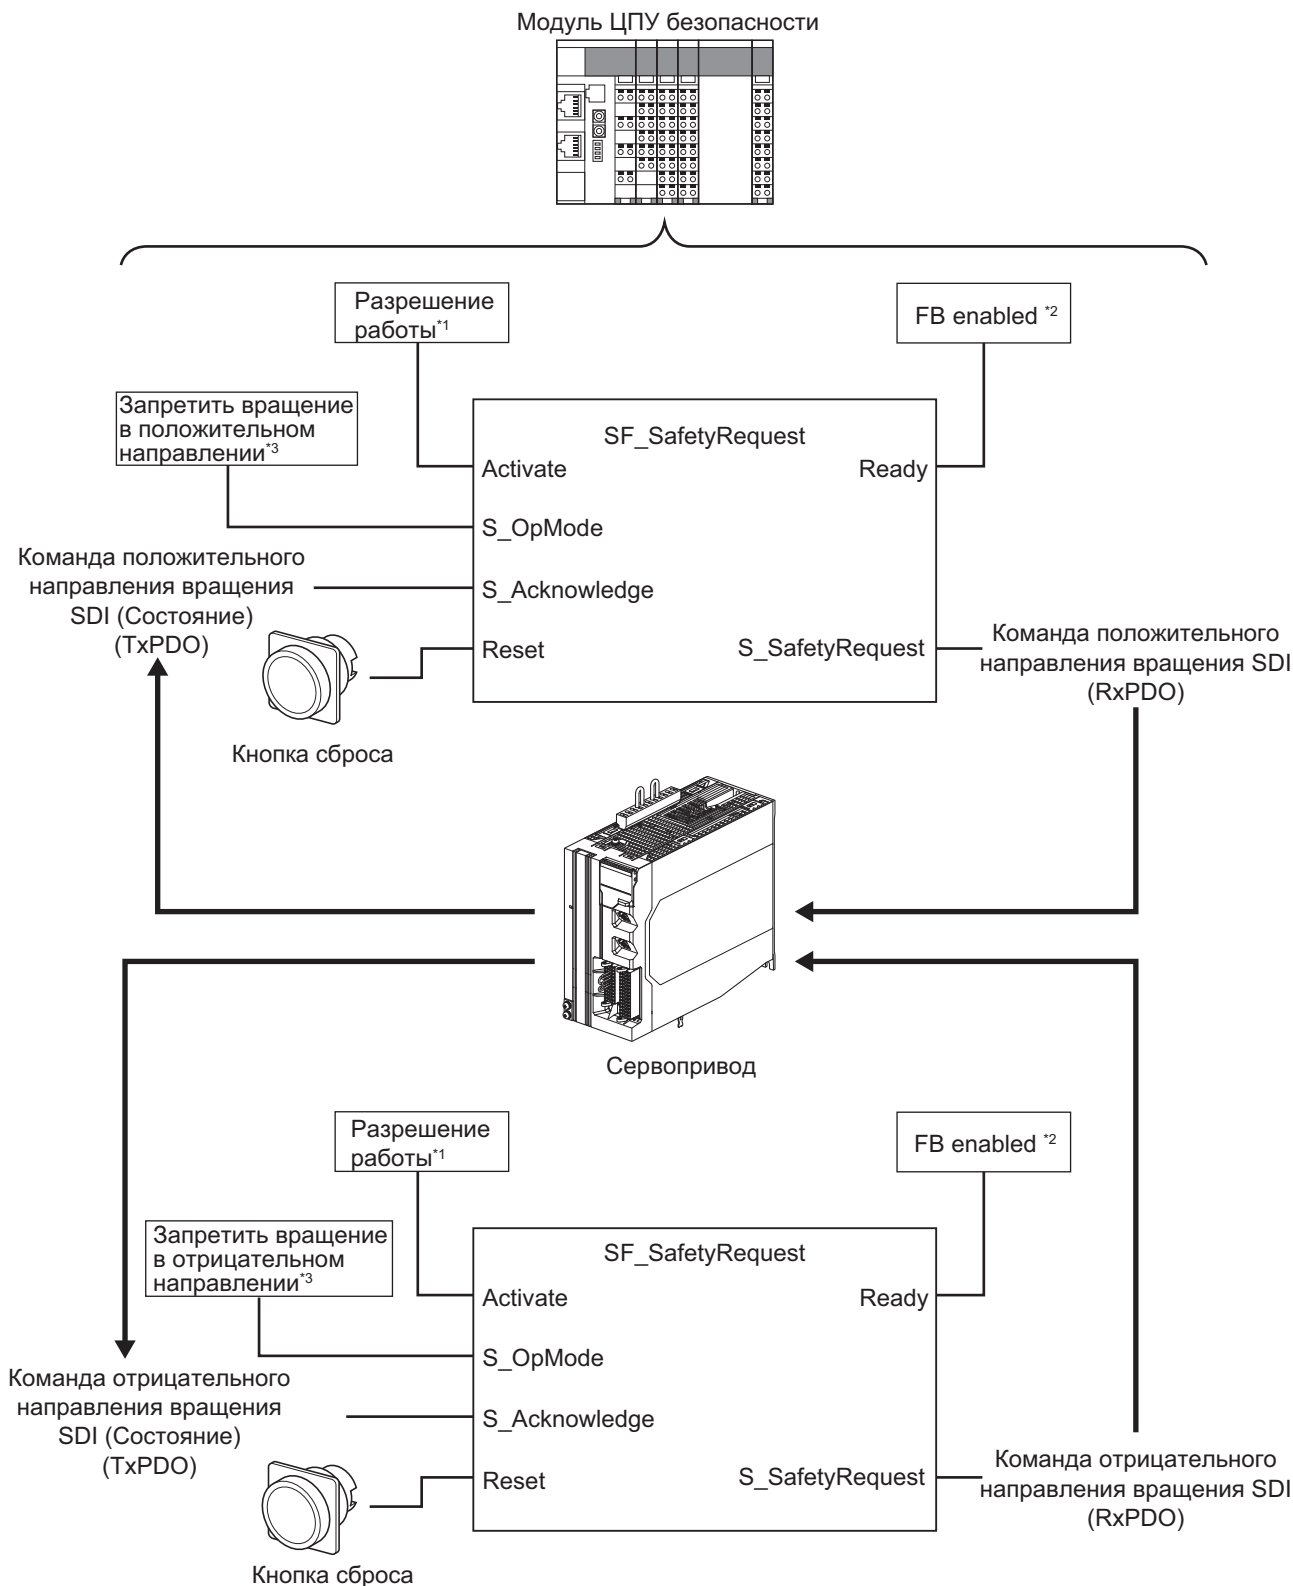 Модуль ЦПУ безопасности
Разрешение
работы*1
FB enabled *2
Запретить вращение
в положительном
направлении*3
SF_SafetyRequest
Activate
Ready
S_OpMode
Команда положительного
направления вращения
SDI (Состояние)
(TxPDO)
S_Acknowledge
Reset
S_SafetyRequest
Команда положительного
направления вращения SDI
(RxPDO)
Кнопка сброса
Сервопривод
Разрешение
работы*1
FB enabled *2
Запретить вращение
в отрицательном
направлении*3
SF_SafetyRequest
Activate
Ready
S_OpMode
Команда отрицательного
направления вращения
SDI (Состояние)
(TxPDO)
S_Acknowledge
Reset
S_SafetyRequest
Команда отрицательного
направления вращения SDI
(RxPDO)
Кнопка сброса